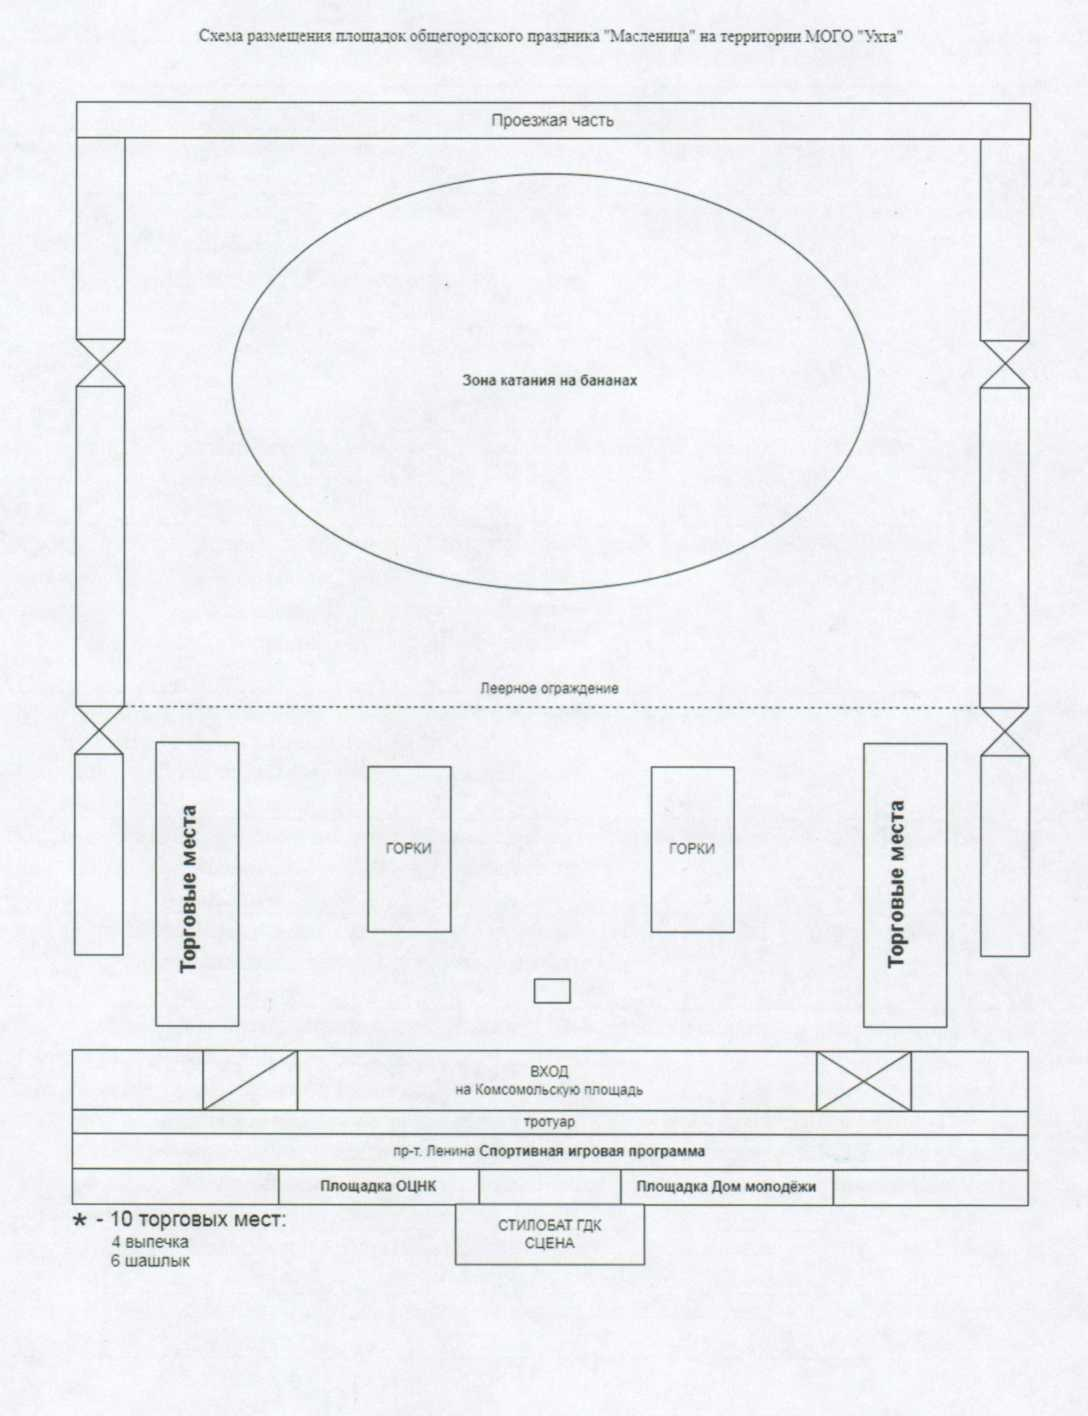 Схема размещения площадок общегородского праздника "Масленица" на территории МОГО "Ухта"
Проезжая часть
Зона катания на бананах
Леерное ограждение
Торговые места
ГОРКИ
ГОРКИ
Торговые места
ВХОД
на Комсомольскую площадь
тротуар
пр-т. Ленина Спортивная игровая программа
Площадка ОЦНК
Площадка Дом молодёжи
* - 10 торговых мест:
4 выпечка
6 шашлык
СТИЛОБАТ ГДК
СЦЕНА